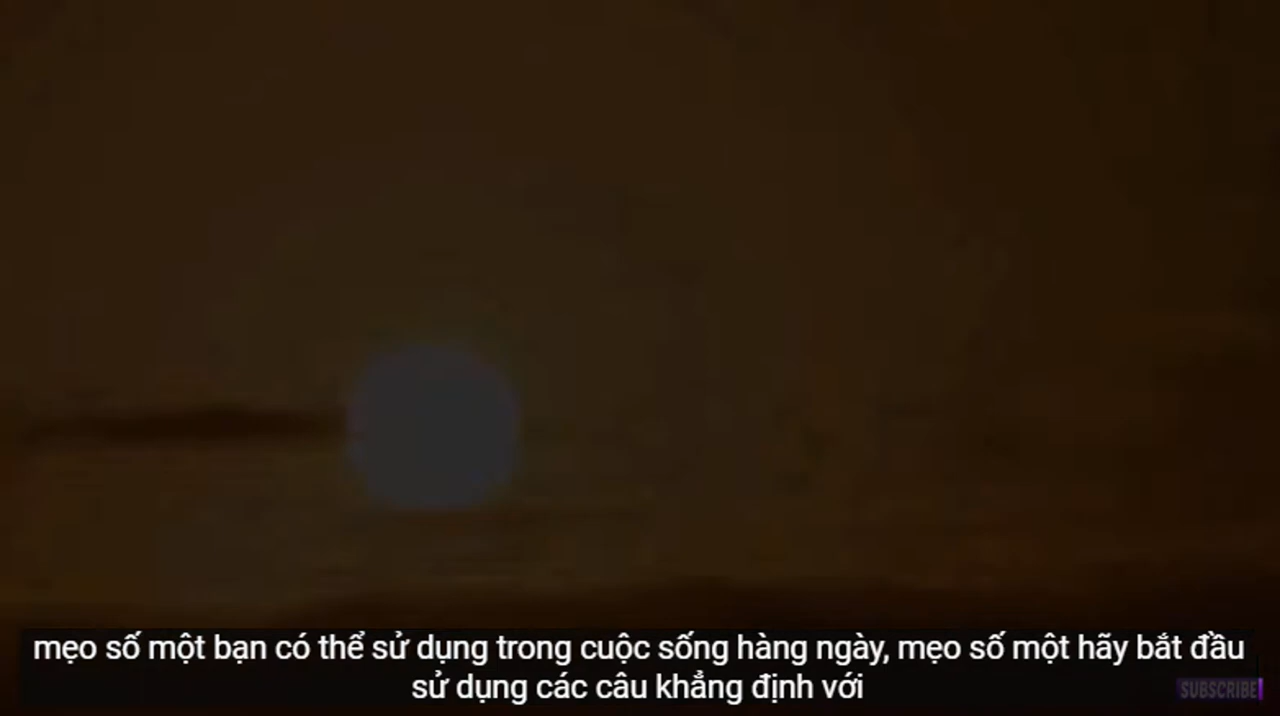 mẹo số một bạn có thể sử dụng trong cuộc sống hàng ngày, mẹo số một hãy bắt đầu
sử dụng các câu khẳng định với
SUBSCRIBE